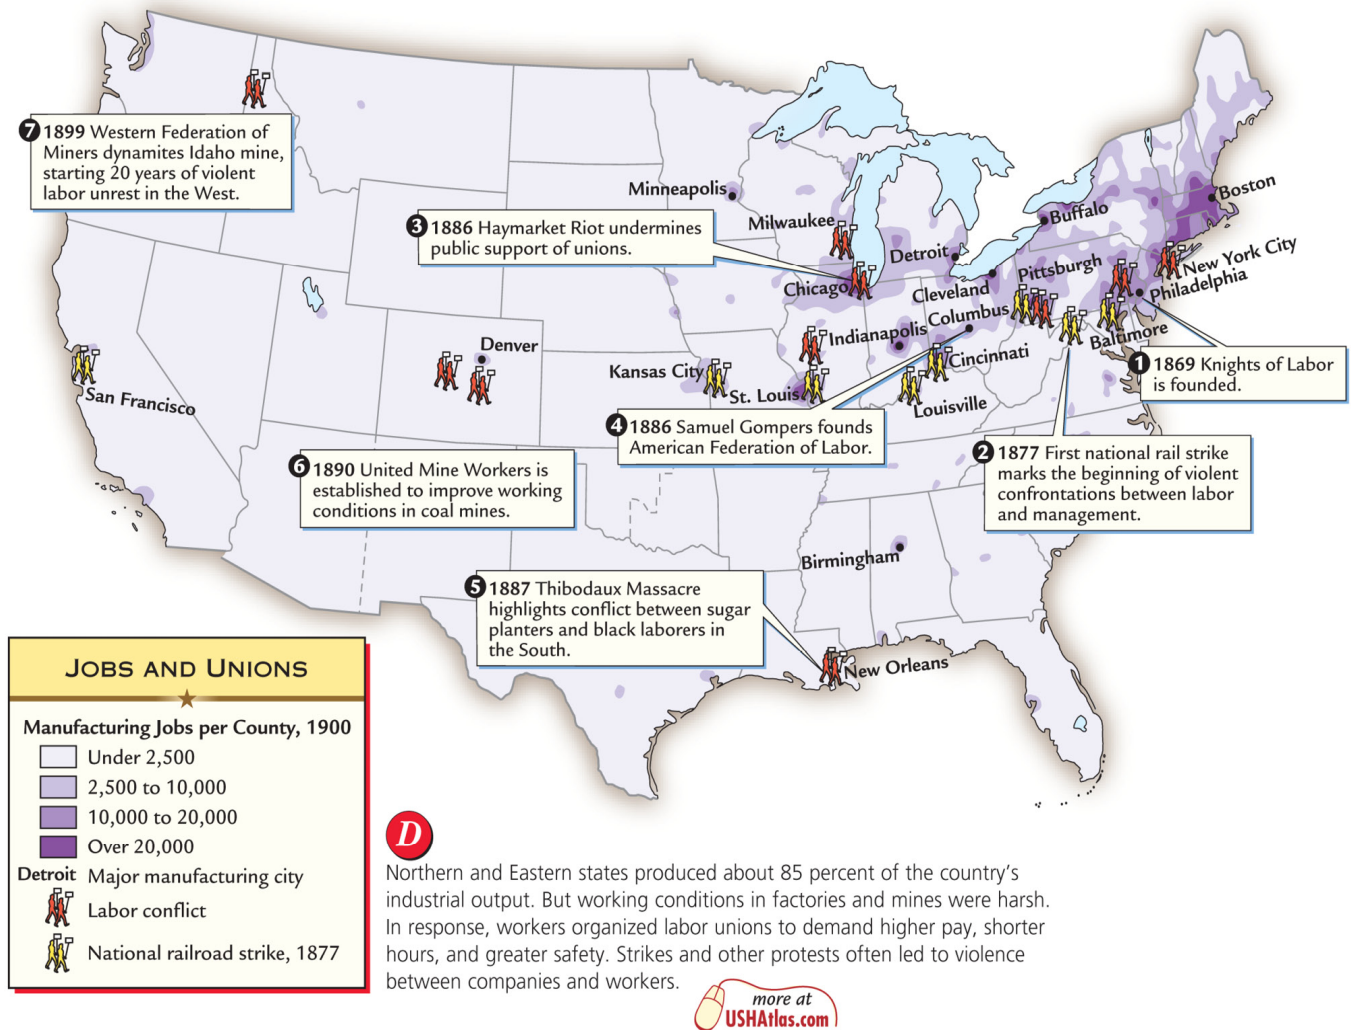 7 1899 Western Federation of
Miners dynamites Idaho mine,
starting 20 years of violent
labor unrest in the West.
Minneapolis
Boston
3 1886 Haymarket Riot undermines
public support of unions.
Milwaukee
Buffalo
Detroit
Pittsburgh
New York City
Chicago
Cleveland
Philadelphia
Indianapolis
Columbus
Baltimore
Denver
Cincinnati
1 1869 Knights of Labor
is founded.
Kansas City
St. Louis
San Francisco
Louisville
4 1886 Samuel Gompers founds
American Federation of Labor.
2 1877 First national rail strike
marks the beginning of violent
confrontations between labor
and management.
6 1890 United Mine Workers is
established to improve working
conditions in coal mines.
Birmingham
5 1887 Thibodaux Massacre
highlights conflict between sugar
planters and black laborers in
the South.
New Orleans
JOBS AND UNIONS
Manufacturing Jobs per County, 1900
Under 2,500
2,500 to 10,000
10,000 to 20,000
Over 20,000
Detroit Major manufacturing city
Labor conflict
National railroad strike, 1877
D
Northern and Eastern states produced about 85 percent of the country's
industrial output. But working conditions in factories and mines were harsh.
In response, workers organized labor unions to demand higher pay, shorter
hours, and greater safety. Strikes and other protests often led to violence
between companies and workers.
more at
USHAtlas.com